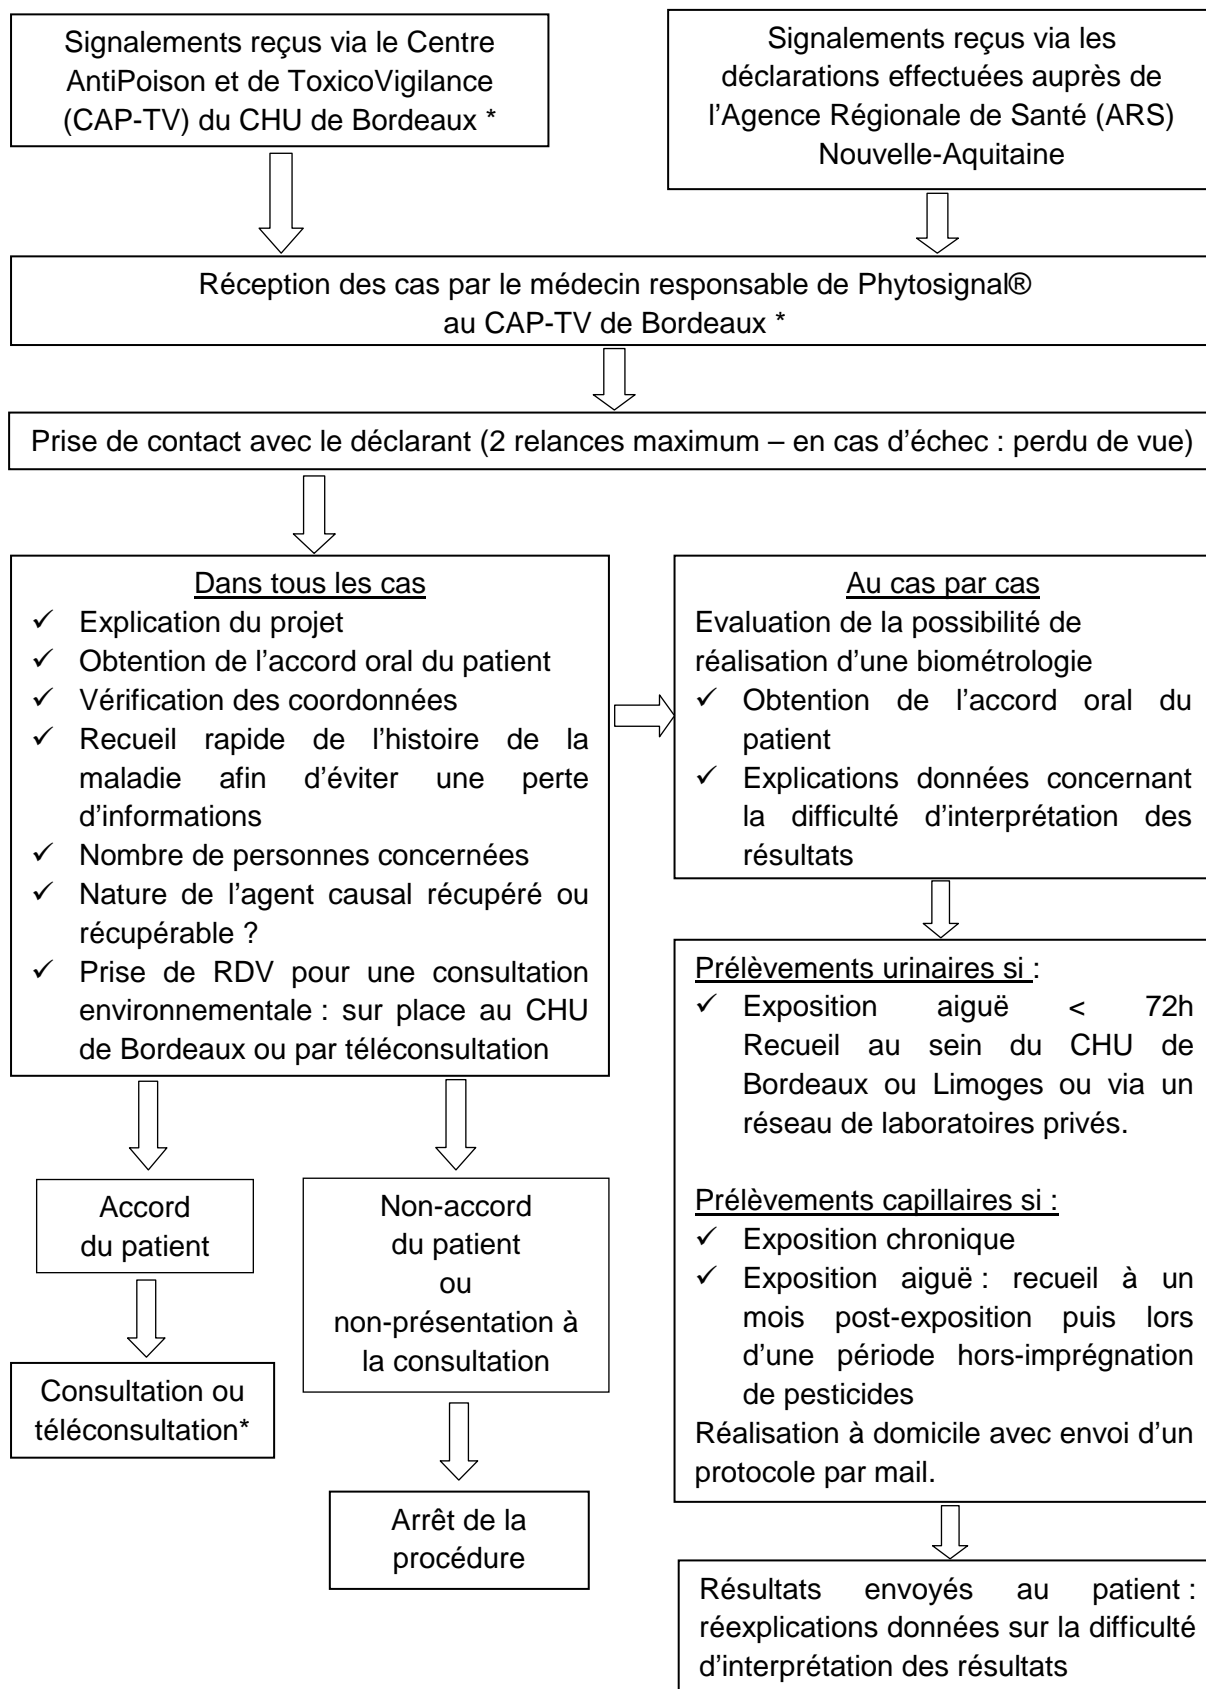 Signalements reçus via le Centre
AntiPoison et de ToxicoVigilance
(CAP-TV) du CHU de Bordeaux *
Signalements reçus via les
déclarations effectuées auprès de
l’Agence Régionale de Santé (ARS)
Nouvelle-Aquitaine
Réception des cas par le médecin responsable de Phytosignal®
au CAP-TV de Bordeaux *
Prise de contact avec le déclarant (2 relances maximum – en cas d’échec : perdu de vue)
Dans tous les cas
✓ Explication du projet
✓ Obtention de l’accord oral du patient
✓ Vérification des coordonnées
✓ Recueil rapide de l’histoire de la
maladie afin d’éviter une perte
d’informations
✓ Nombre de personnes concernées
✓ Nature de l’agent causal récupéré ou
récupérable ?
✓ Prise de RDV pour une consultation
environnementale : sur place au CHU
de Bordeaux ou par téléconsultation
Au cas par cas
Evaluation de la possibilité de
réalisation d’une biométrologie
✓ Obtention de l’accord oral du
patient
✓ Explications données concernant
la difficulté d’interprétation des
résultats
Prélèvements urinaires si :
✓ Exposition aiguë < 72h
Recueil au sein du CHU de
Bordeaux ou Limoges ou via un
réseau de laboratoires privés.
Prélèvements capillaires si :
✓ Exposition chronique
✓ Exposition aiguë : recueil à un
mois post-exposition puis lors
d’une période hors-imprégnation
de pesticides
Réalisation à domicile avec envoi d’un
protocole par mail.
Accord
du patient
Non-accord
du patient
ou
non-présentation à
la consultation
Consultation ou
téléconsultation*
Arrêt de la
procédure
Résultats envoyés au patient :
réexplications données sur la difficulté
d’interprétation des résultats